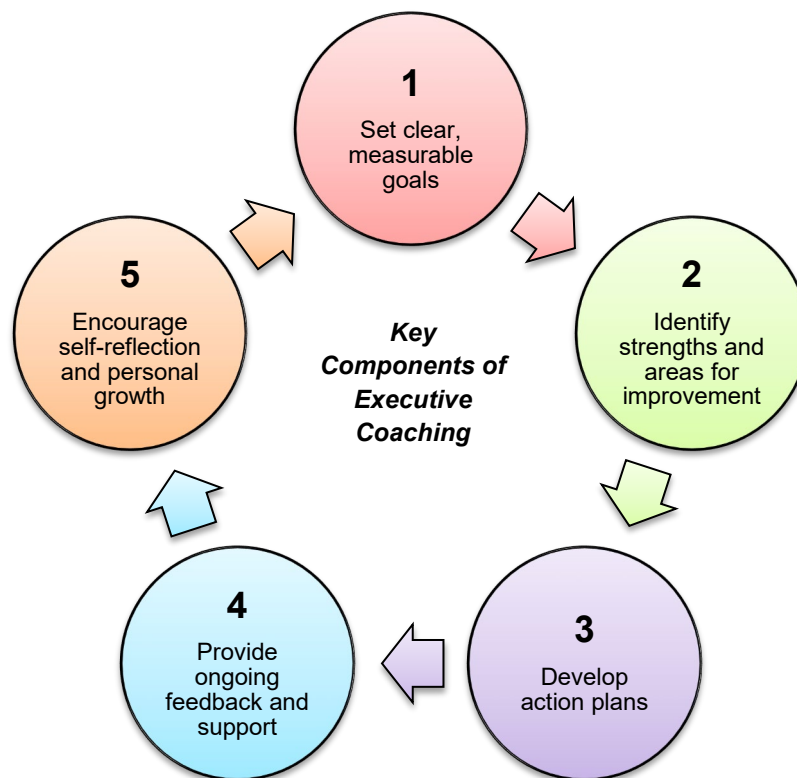 1
Set clear,
measurable
goals
2
Identify
strengths and
areas for
improvement
3
Develop
action plans
4
Provide
ongoing
feedback and
support
5
Encourage
self-reflection
and personal
growth
Key
Components of
Executive
Coaching